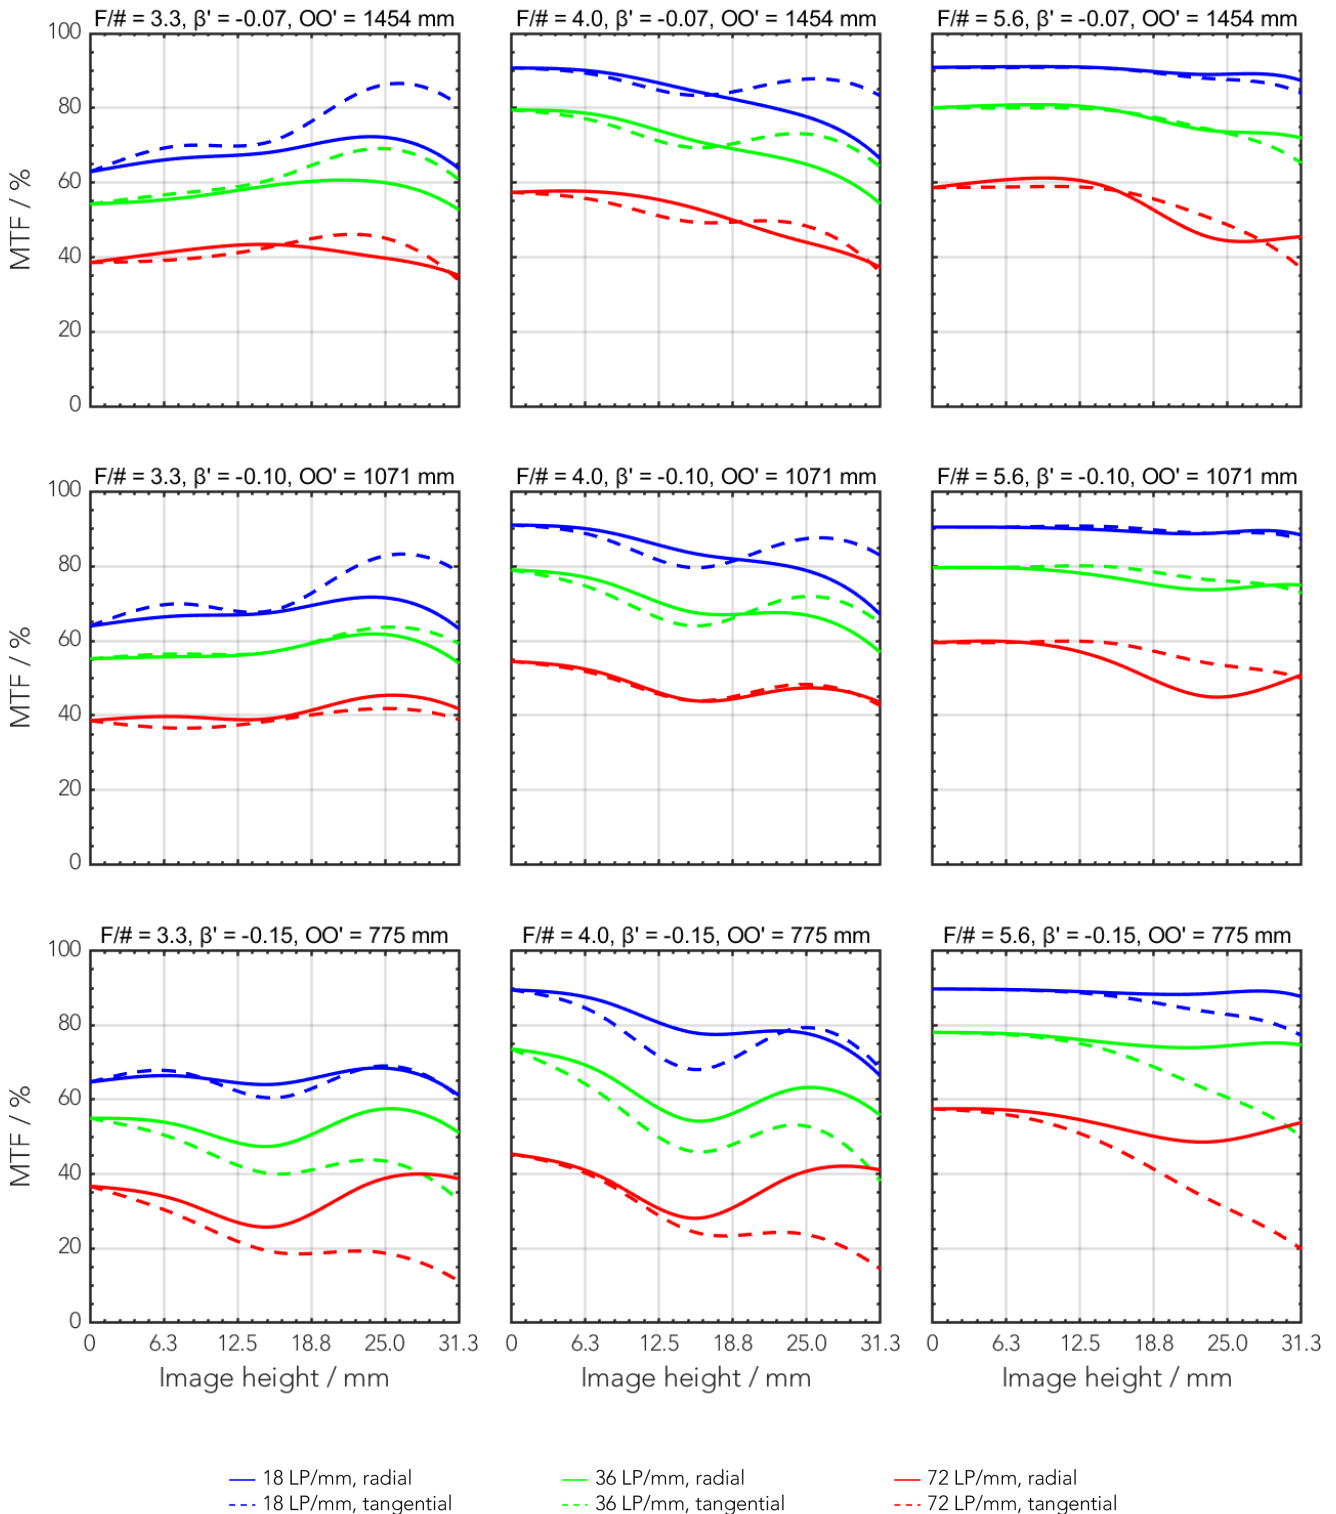 F/# = 3.3, β' = -0.07, OO' = 1454 mm F/# = 4.0, β' = -0.07, OO' = 1454 mm F/# = 5.6, β' = -0.07, OO' = 1454 mm
100
80
60
40
20
0
MTF / %
F/# = 3.3, β' = -0.10, OO' = 1071 mm F/# = 4.0, β' = -0.10, OO' = 1071 mm F/# = 5.6, β' = -0.10, OO' = 1071 mm
100
80
60
40
20
0
MTF / %
F/# = 3.3, β' = -0.15, OO' = 775 mm F/# = 4.0, β' = -0.15, OO' = 775 mm F/# = 5.6, β' = -0.15, OO' = 775 mm
100
80
60
40
20
0
MTF / %
0 6.3 12.5 18.8 25.0 31.3 0 6.3 12.5 18.8 25.0 31.3 0 6.3 12.5 18.8 25.0 31.3
Image height / mm Image height / mm Image height / mm
18 LP/mm, radial 36 LP/mm, radial 72 LP/mm, radial
18 LP/mm, tangential 36 LP/mm, tangential 72 LP/mm, tangential